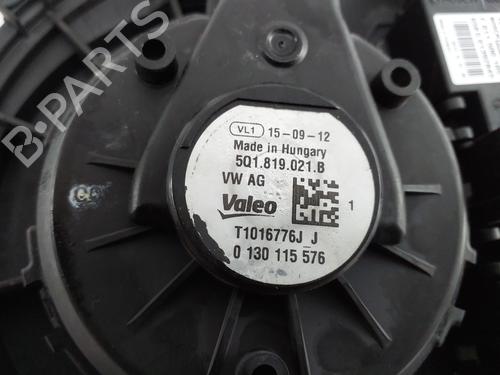 VL1 15-09-12
Made in Hungary
5Q1.819.021.B
VW AG
Valeo
1
T1016776J_J
0 130 115 576
B-PARTS